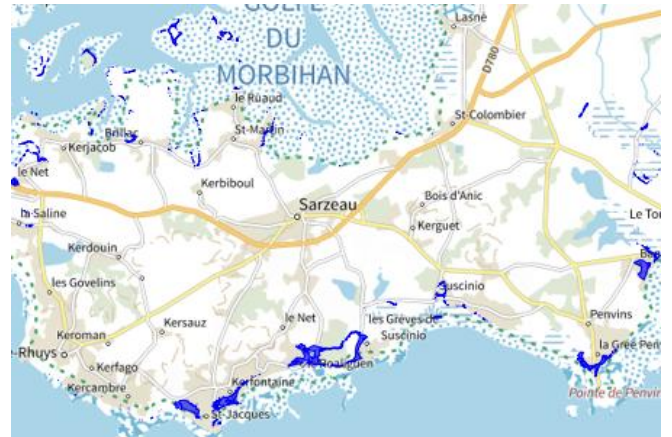 GOLFE
DU
MORBIHAN
Lasné
D780
le Ruaud
St-Colombier
St-Martin
Brillac
Kerjacob
le Net
Kerbiboul
Sarzeau
Bois d'Anic
la Saline
Kerguet
Le Tou
Kerdouin
les Govelins
Suscinio
Kersauz
le Net
les Grèves de
Suscinio
Penvins
Keroman
e-Rhuys
la Grée Penv
Kerfago
Kercambre
Kerfontaine
St-Jacques
Pointe de Penvin